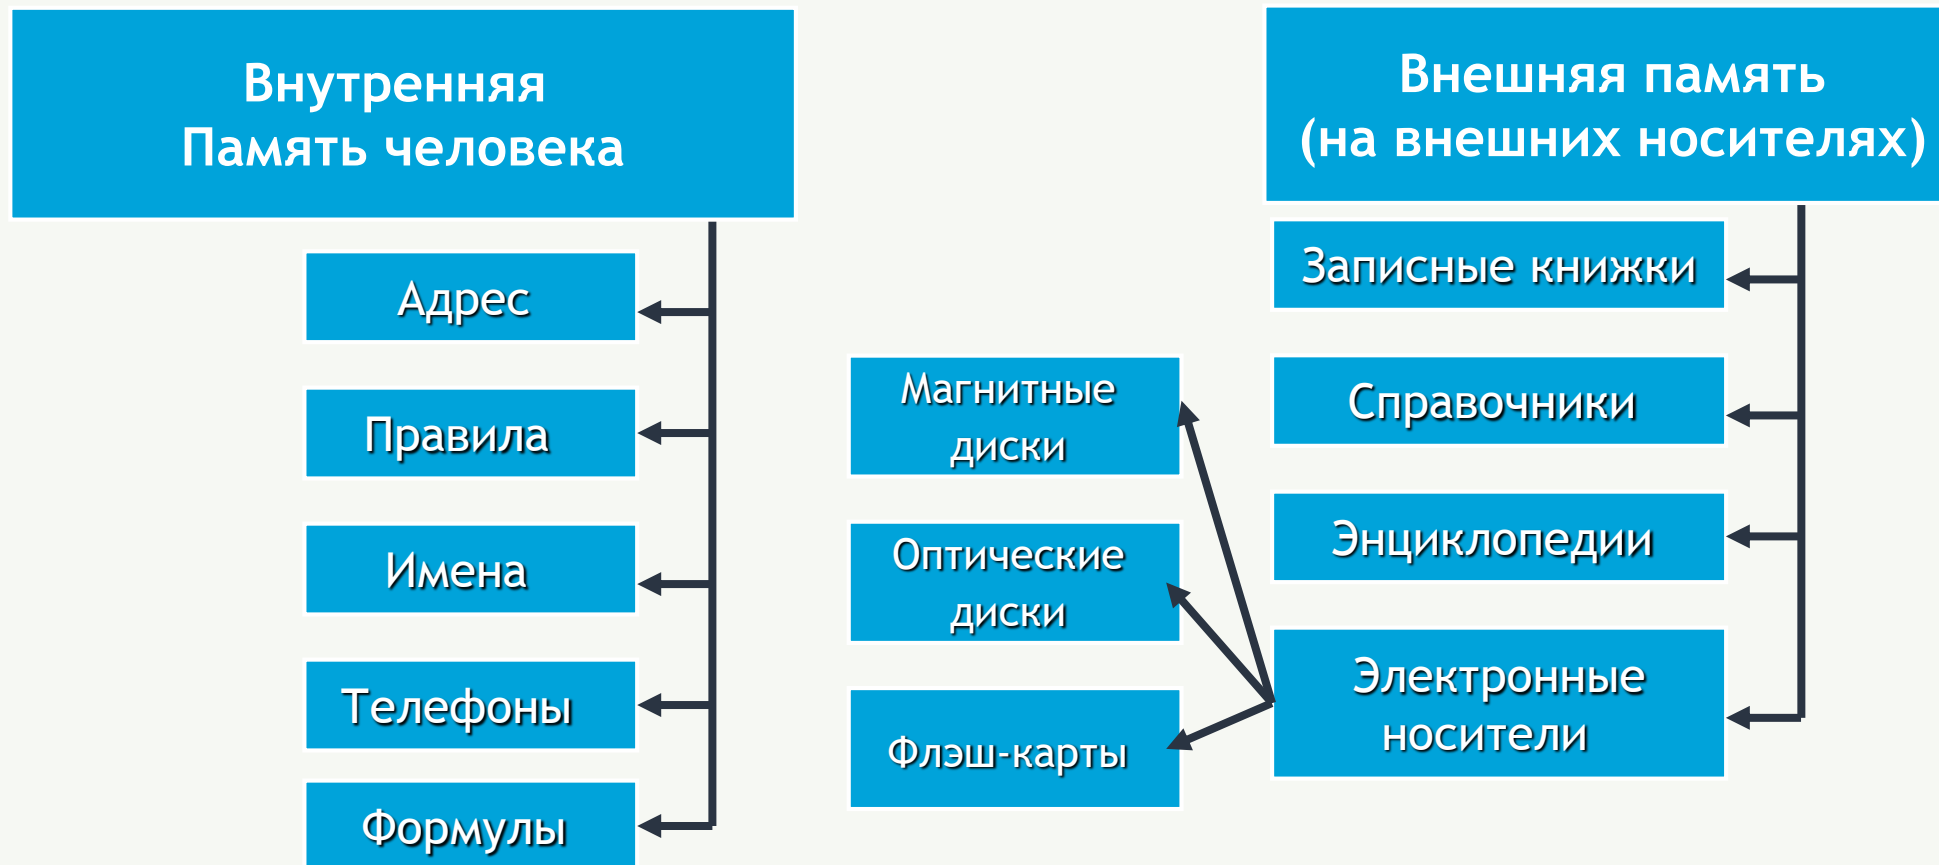 Внутренняя
Память человека
Адрес
Правила
Имена
Телефоны
Формулы
Внешняя память
(на внешних носителях)
Записные книжки
Справочники
Энциклопедии
Электронные
носители
Магнитные
диски
Оптические
диски
Флэш-карты